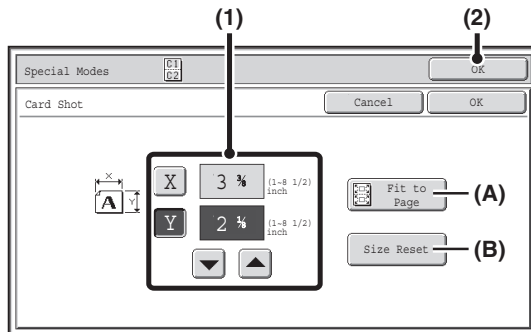 (1) (2)
Special Modes C1 C2 OK
Card Shot Cancel OK
X 3 ⅜ (1~8 1/2) inch
X Y A
Y 2 ⅛ (1~8 1/2) inch
Fit to Page (A)
Size Reset (B)